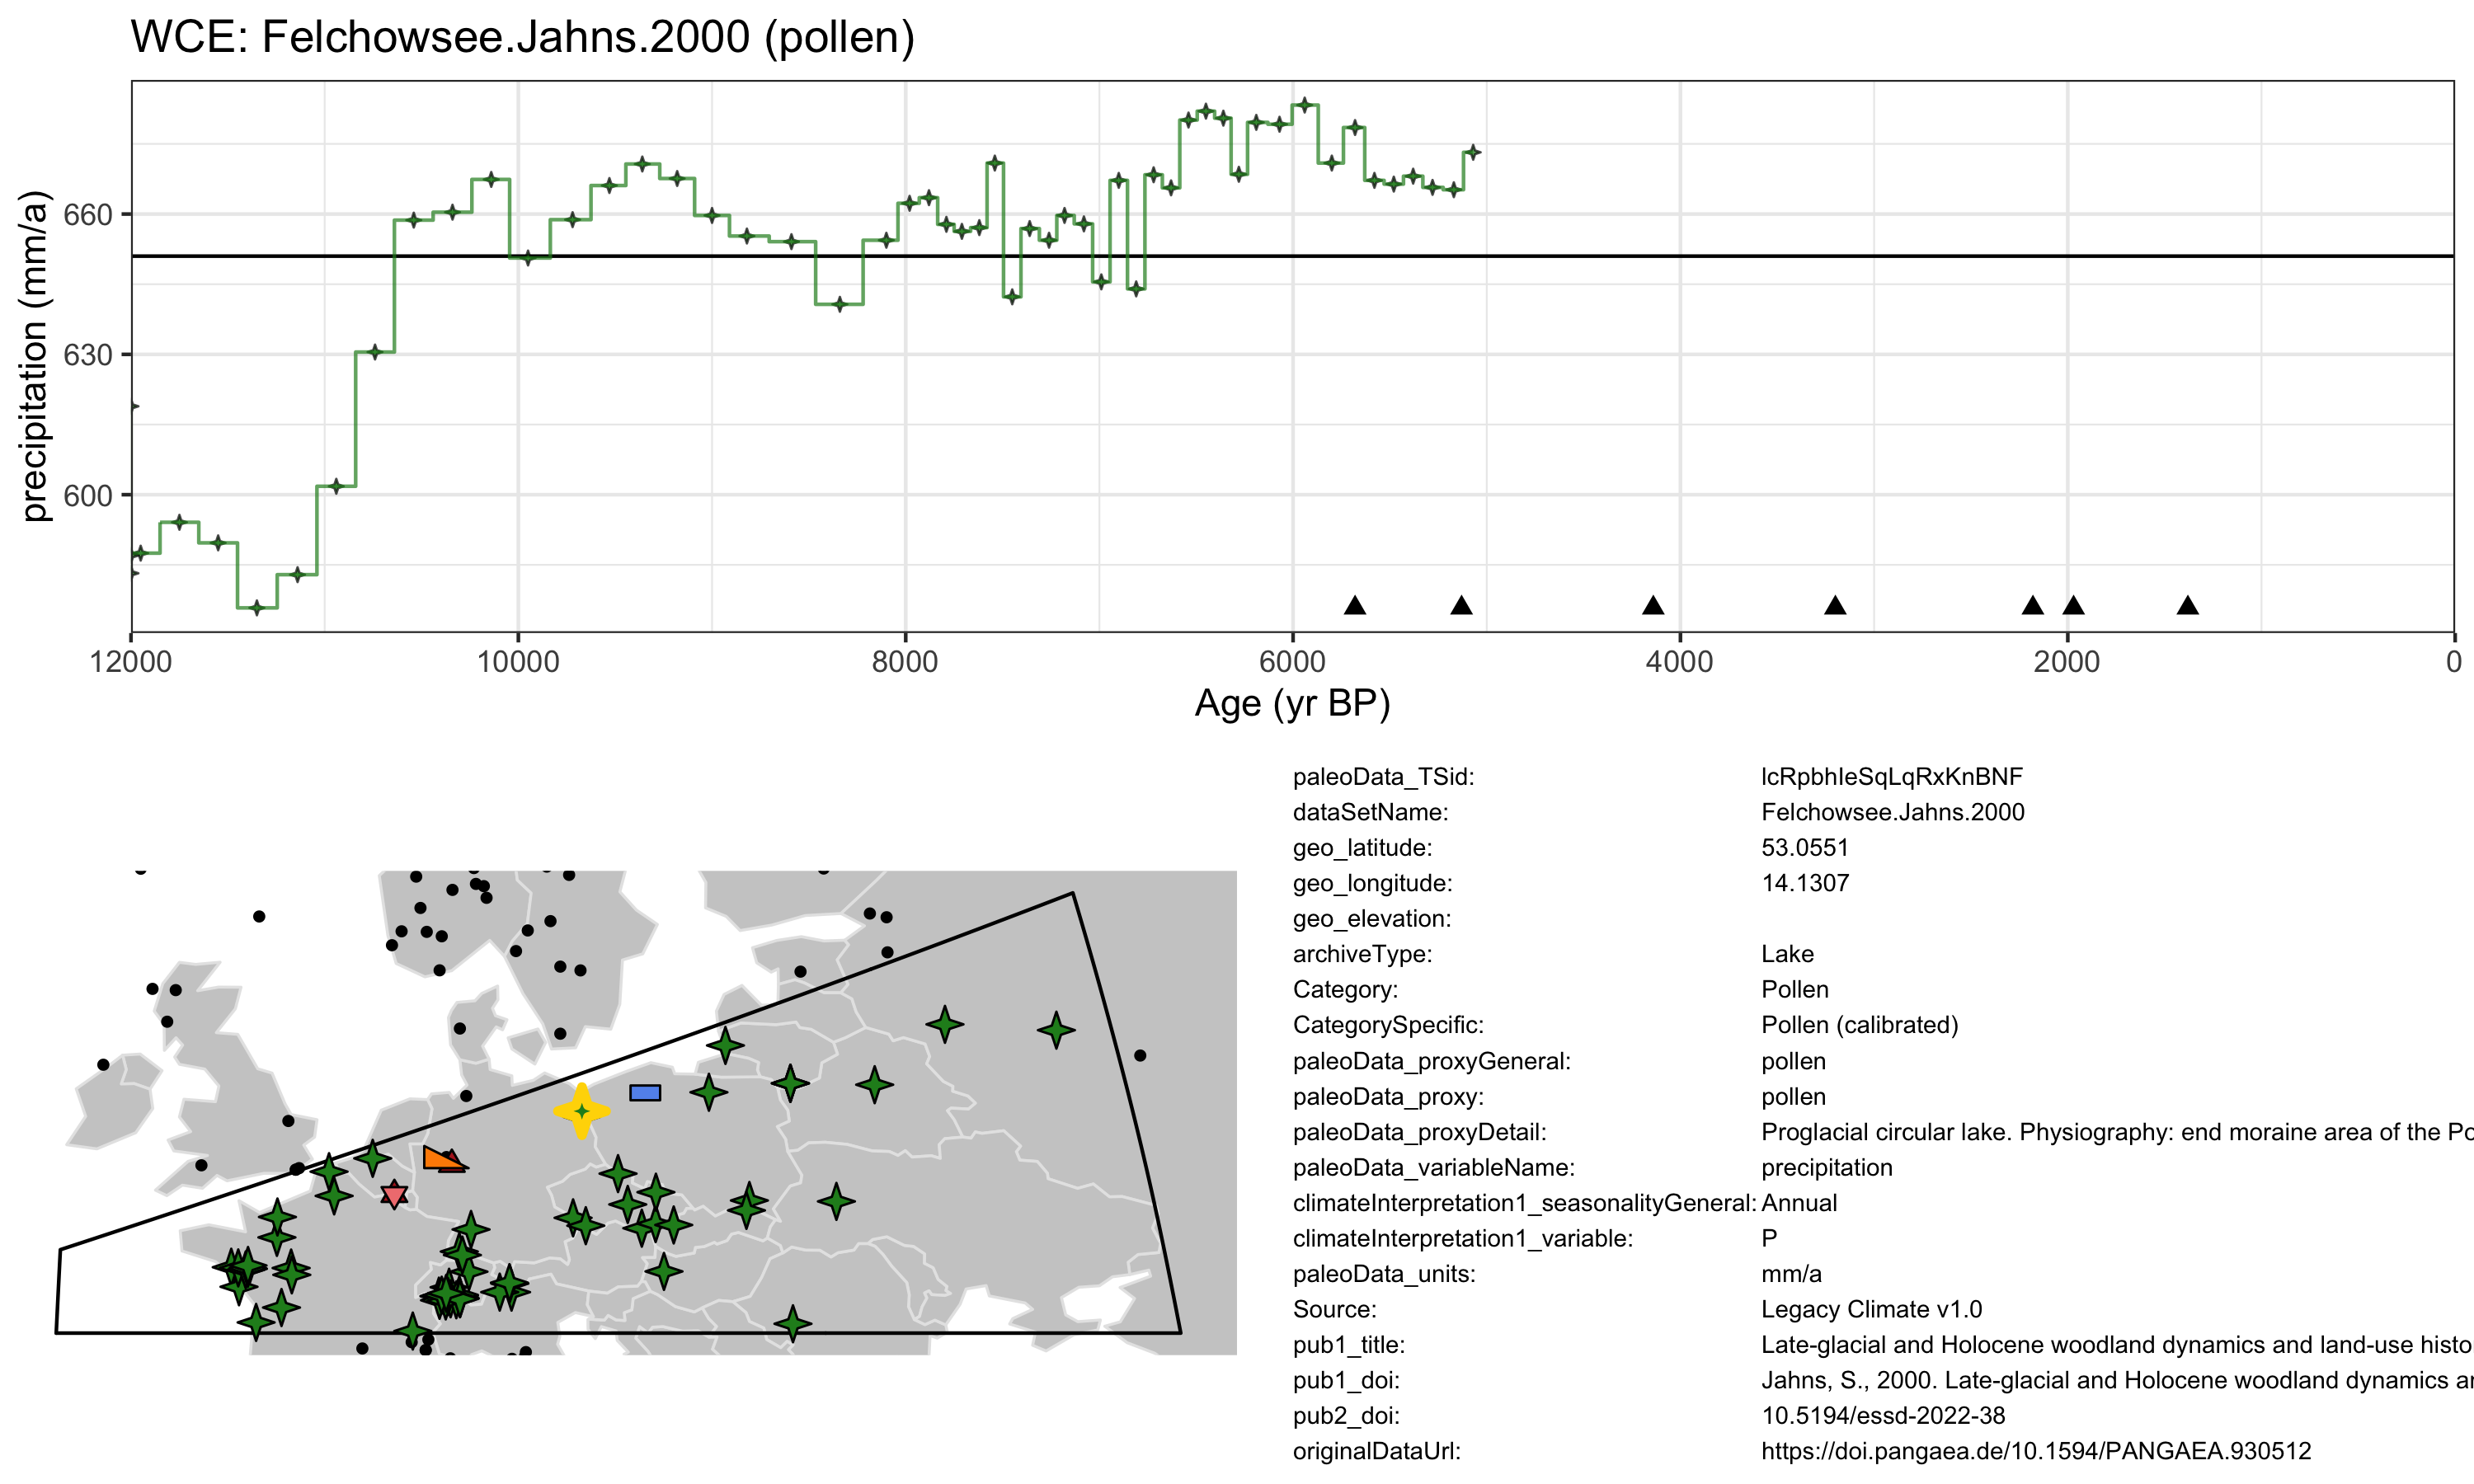 WCE: Felchowsee.Jahns.2000 (pollen)
precipitation (mm/a)
660
630
600
12000 10000 8000 6000 4000 2000 0
Age (yr BP)
paleoData_TSid: lcRpbhIeSqLqRxKnBNF
dataSetName: Felchowsee.Jahns.2000
geo_latitude: 53.0551
geo_longitude: 14.1307
geo_elevation:
archiveType: Lake
Category: Pollen
CategorySpecific: Pollen (calibrated)
paleoData_proxyGeneral: pollen
paleoData_proxy: pollen
paleoData_proxyDetail: Proglacial circular lake. Physiography: end moraine area of the Po
paleoData_variableName: precipitation
climateInterpretation1_seasonalityGeneral: Annual
climateInterpretation1_variable: P
paleoData_units: mm/a
Source: Legacy Climate v1.0
pub1_title: Late-glacial and Holocene woodland dynamics and land-use histo
pub1_doi: Jahns, S., 2000. Late-glacial and Holocene woodland dynamics an
pub2_doi: 10.5194/essd-2022-38
originalDataUrl: https://doi.pangaea.de/10.1594/PANGAEA.930512